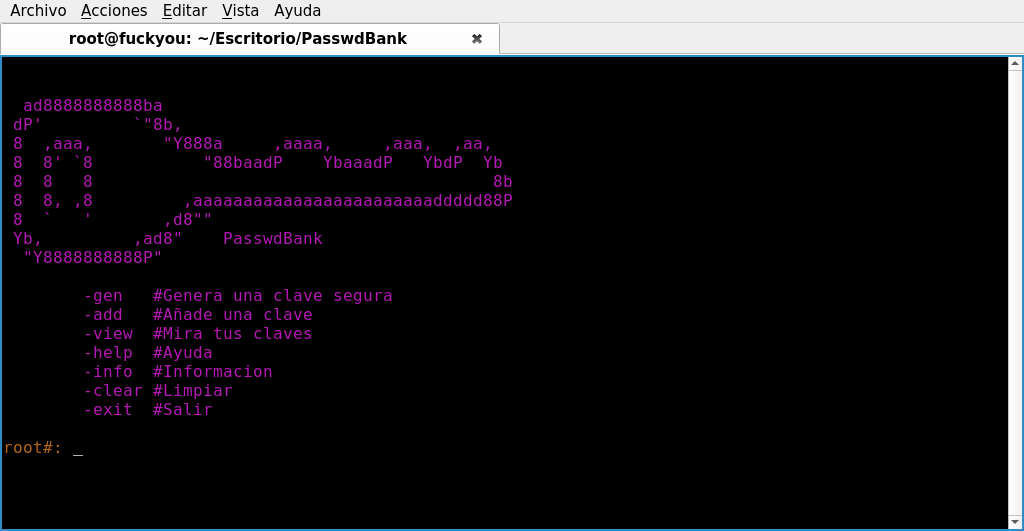 Archivo Acciones Editar Vista Ayuda
root@fuckyou: ~/Escritorio/PasswdBank ✖
  ad8888888888ba
 dP'         `"8b,
 8  ,aaa,       "Y888a     ,aaaa,     ,aaa,  ,aa,
 8  8' `8           "88baadP    YbaaadP   YbdP  Yb
 8  8   8                                        8b
 8  8, ,8         ,aaaaaaaaaaaaaaaaaaaaaaaaddddd88P
 8  `   '       ,d8""
 Yb,         ,ad8"    PasswdBank
  "Y8888888888P"
        -gen   #Genera una clave segura
        -add   #Añade una clave
        -view  #Mira tus claves
        -help  #Ayuda
        -info  #Informacion
        -clear #Limpiar
        -exit  #Salir
root#: _